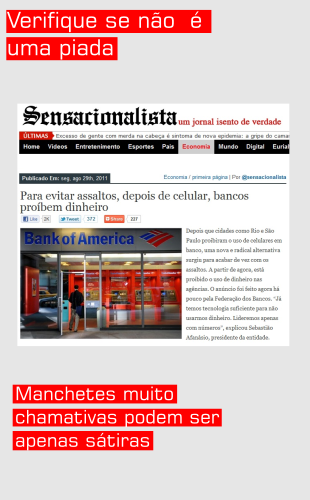 Verifique se não é
uma piada
Sensacionalista um jornal isento de verdade
ÚLTIMAS Excesso de gente com merda na cabeça é sintoma de nova epidemia: a gripe do camar
Home Vídeos Entretenimento Esportes País Economia Mundo Digital Eurial
Publicado Em: seg, ago 29th, 2011 Economia / primeira página | Por @sensacionalista
Para evitar assaltos, depois de celular, bancos
proíbem dinheiro
Like 2K Tweet 372 Share 227
Bank of America
Depois que cidades como Rio e São
Paulo proibiram o uso de celulares em
banco, uma nova e radical alternativa
surgiu para acabar de vez com os
assaltos. A partir de agora, está
proibido o uso de dinheiro nas
agências. O anúncio foi feito agora há
pouco pela Federação dos Bancos. "Já
temos tecnologia suficiente para não
usarmos dinheiro. Lideremos apenas
com números", explicou Sebastião
Afanásio, presidente da entidade.
Manchetes muito
chamativas podem ser
apenas sátiras